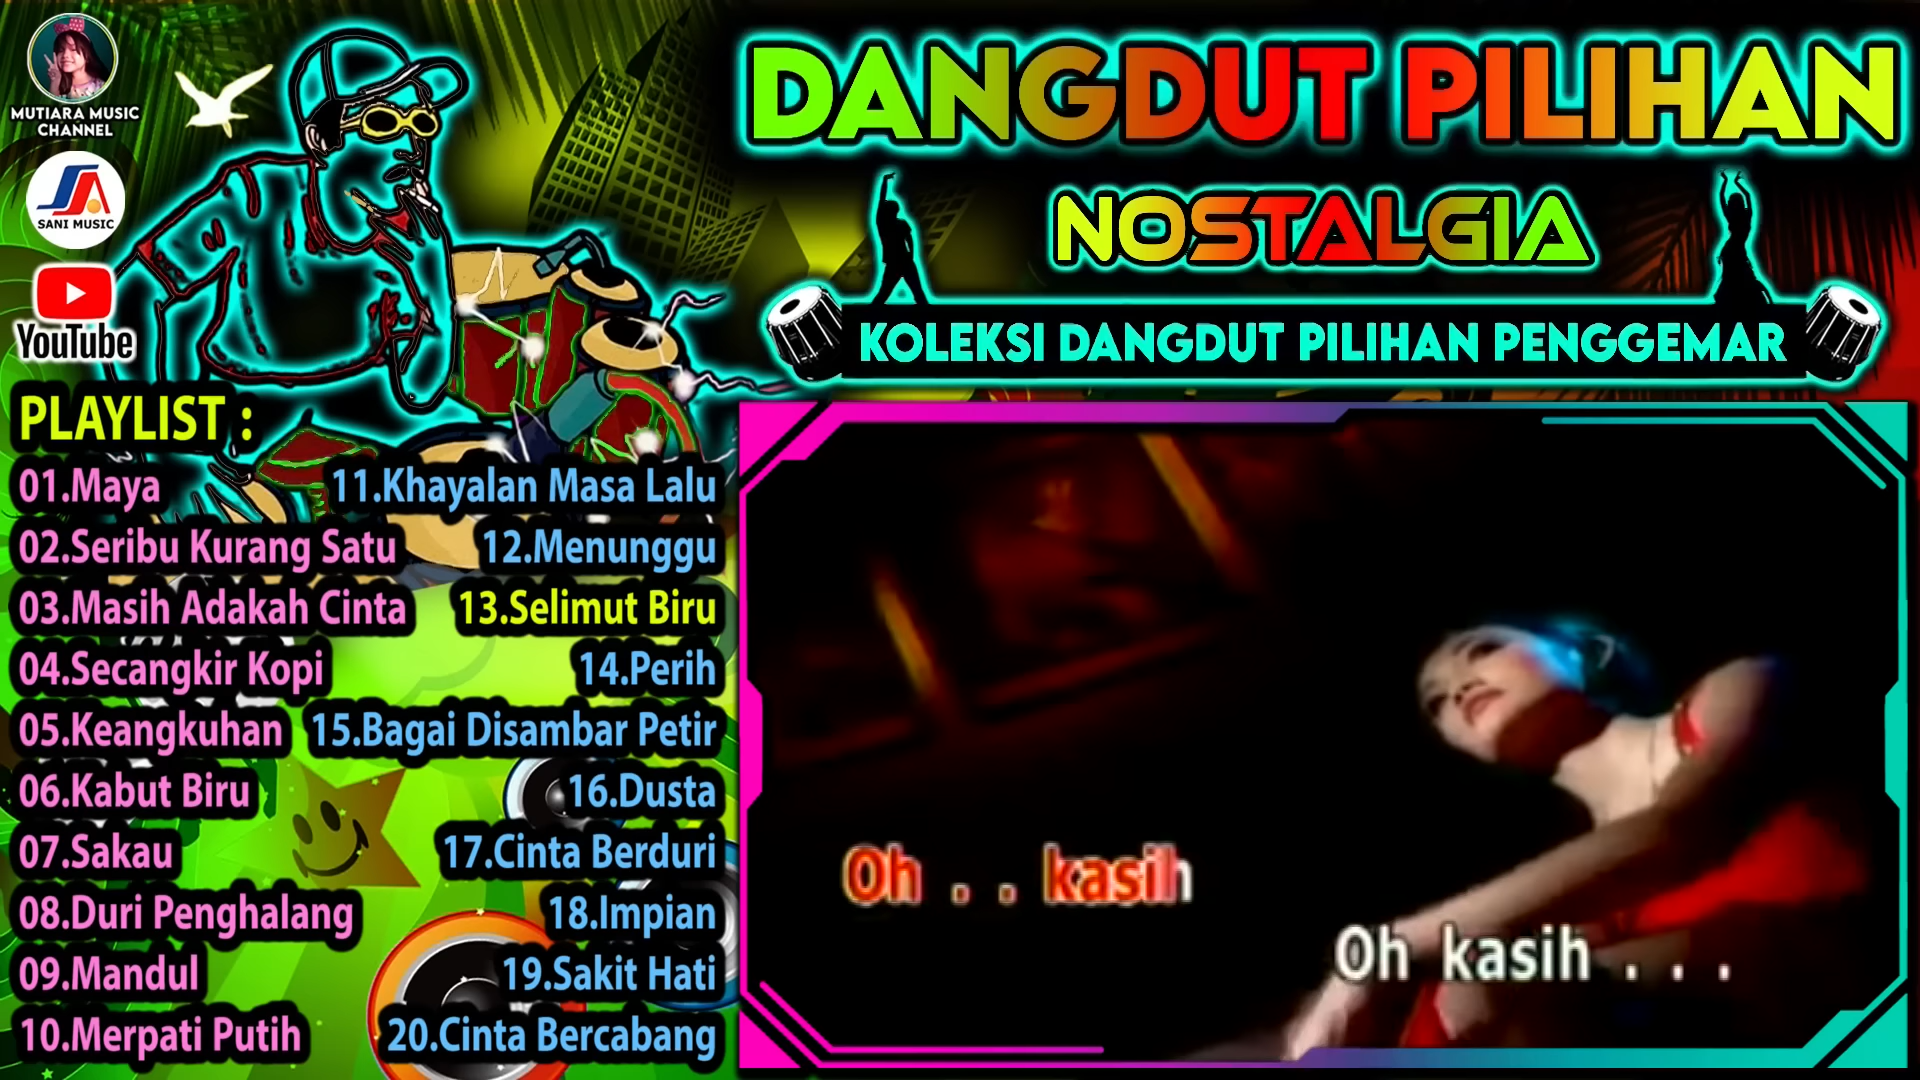 MUTIARA MUSIC
CHANNEL
SANI MUSIC
YouTube
DANGDUT PILIHAN
NOSTALGIA
KOLEKSI DANGDUT PILIHAN PENGGEMAR
PLAYLIST :
01.Maya
02.Seribu Kurang Satu
03.Masih Adakah Cinta
04.Secangkir Kopi
05.Keangkuhan
06.Kabut Biru
07.Sakau
08.Duri Penghalang
09.Mandul
10.Merpati Putih
11.Khayalan Masa Lalu
12.Menunggu
13.Selimut Biru
14.Perih
15.Bagai Disambar Petir
16.Dusta
17.Cinta Berduri
18.Impian
19.Sakit Hati
20.Cinta Bercabang
Oh . . kasih
Oh kasih . . .